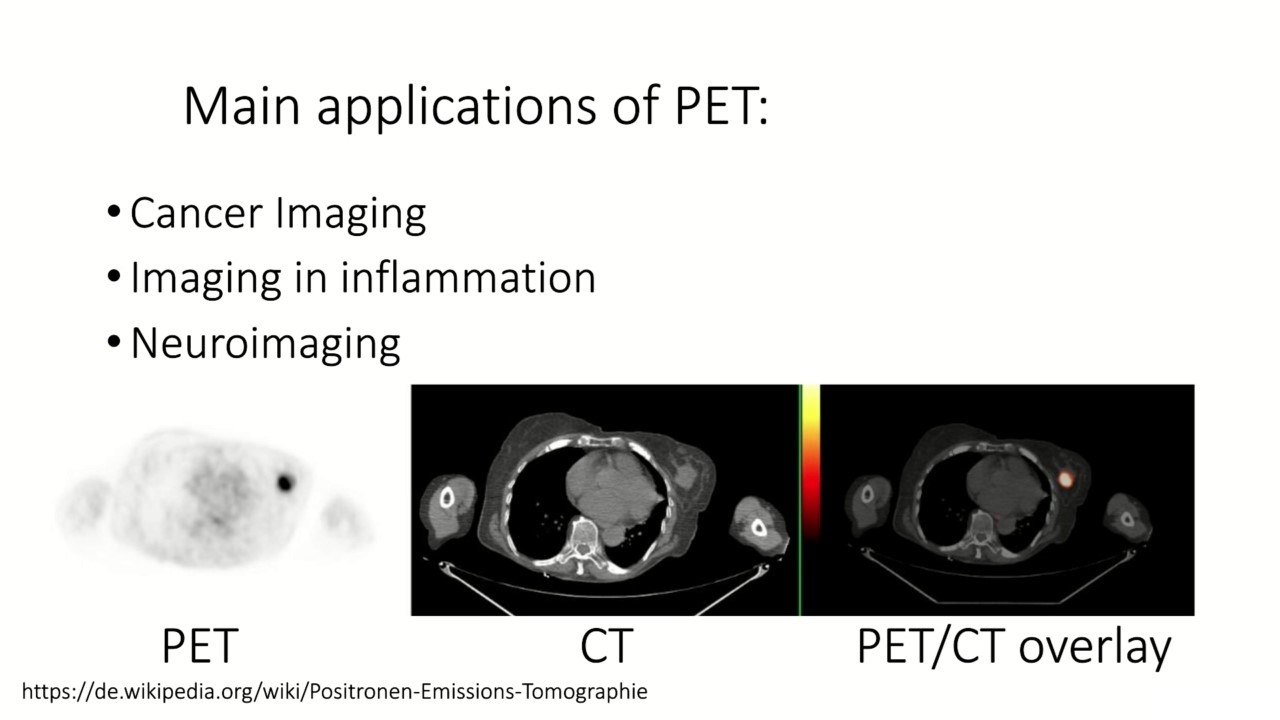 Main applications of PET:
• Cancer Imaging
• Imaging in inflammation
• Neuroimaging
PET
CT
PET/CT overlay
https://de.wikipedia.org/wiki/Positronen-Emissions-Tomographie